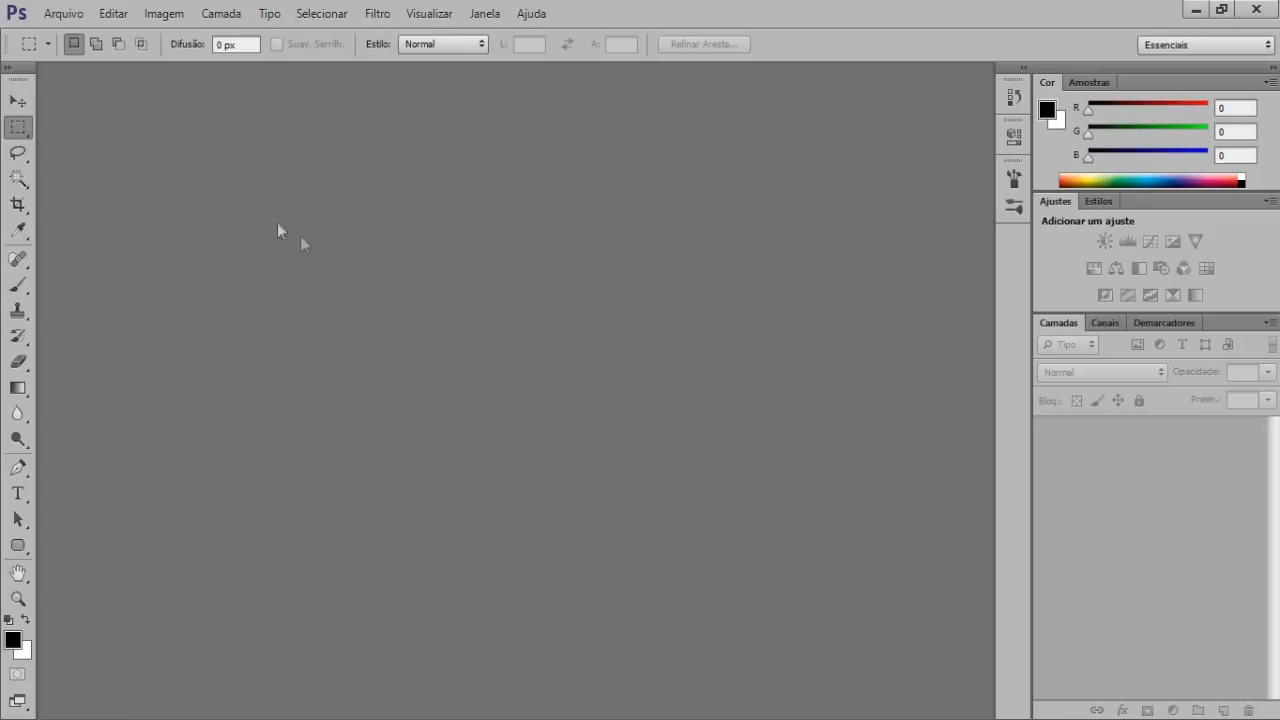 Ps Arquivo Editar Imagem Camada Tipo Selecionar Filtro Visualizar Janela Ajuda
Difusão: 0 px Suav. Serrilh. Estilo: Normal L: A: Refinar Aresta... Essenciais
Cor Amostras
R 0
G 0
B 0
Ajustes Estilos
Adicionar um ajuste
Camadas Canais Demarcadores
Tipo
Normal Opacidade:
Bloq.: Preen.:
fx